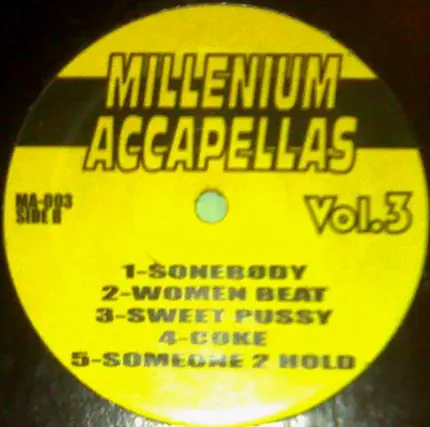 MILLENIUM
ACCAPELLAS
MA-003
SIDE B
Vol.3
1-SONEBODY
2-WOMEN BEAT
3-SWEET PUSSY
4-COKE
5-SOMEONE 2 HOLD